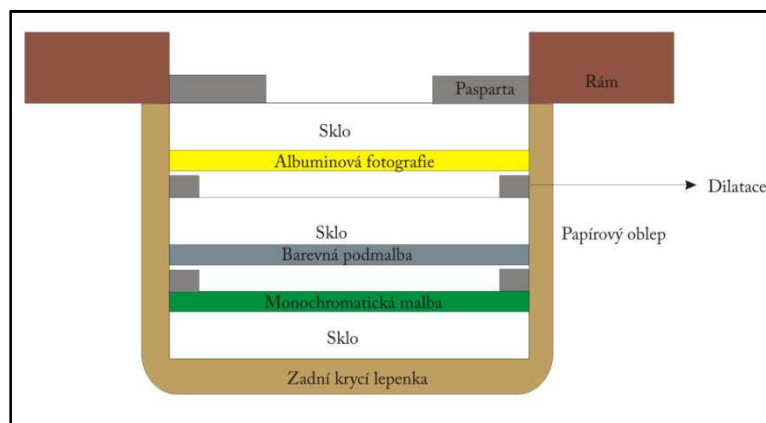 Pasparta
Rám
Sklo
Albuminová fotografie
Dilatace
Sklo
Papírový oblep
Barevná podmalba
Monochromatická malba
Sklo
Zadní krycí lepenka